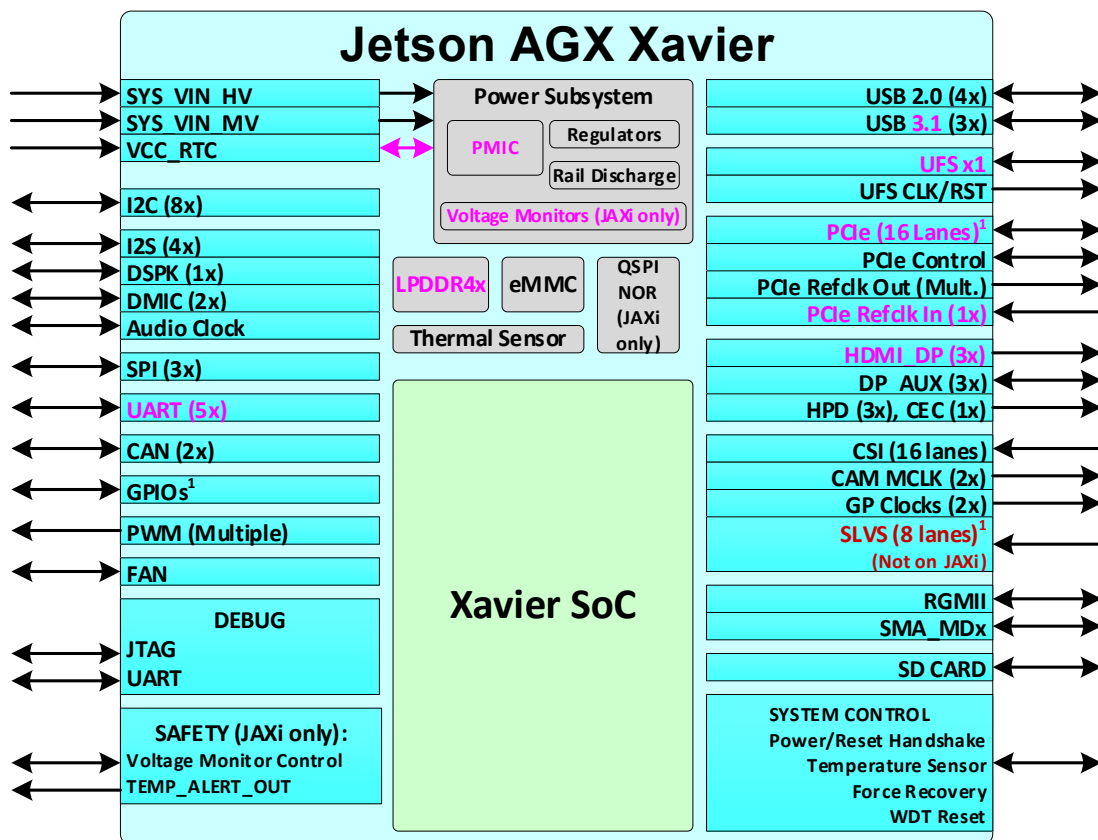 Jetson AGX Xavier
SYS_VIN_HV
SYS_VIN_MV
VCC_RTC
I2C (8x)
I2S (4x)
DSPK (1x)
DMIC (2x)
Audio Clock
SPI (3x)
UART (5x)
CAN (2x)
GPIOs¹
PWM (Multiple)
FAN
DEBUG
JTAG
UART
SAFETY (JAXi only):
Voltage Monitor Control
TEMP_ALERT_OUT
Power Subsystem
PMIC
Regulators
Rail Discharge
Voltage Monitors (JAXi only)
LPDDR4x
eMMC
QSPI
NOR
(JAXi
only)
Thermal Sensor
Xavier SoC
USB 2.0 (4x)
USB 3.1 (3x)
UFS x1
UFS CLK/RST
PCIe (16 Lanes)¹
PCIe Control
PCIe Refclk Out (Mult.)
PCIe Refclk In (1x)
HDMI_DP (3x)
DP_AUX (3x)
HPD (3x), CEC (1x)
CSI (16 lanes)
CAM MCLK (2x)
GP Clocks (2x)
SLVS (8 lanes)¹
(Not on JAXi)
RGMII
SMA_MDx
SD CARD
SYSTEM CONTROL
Power/Reset Handshake
Temperature Sensor
Force Recovery
WDT Reset